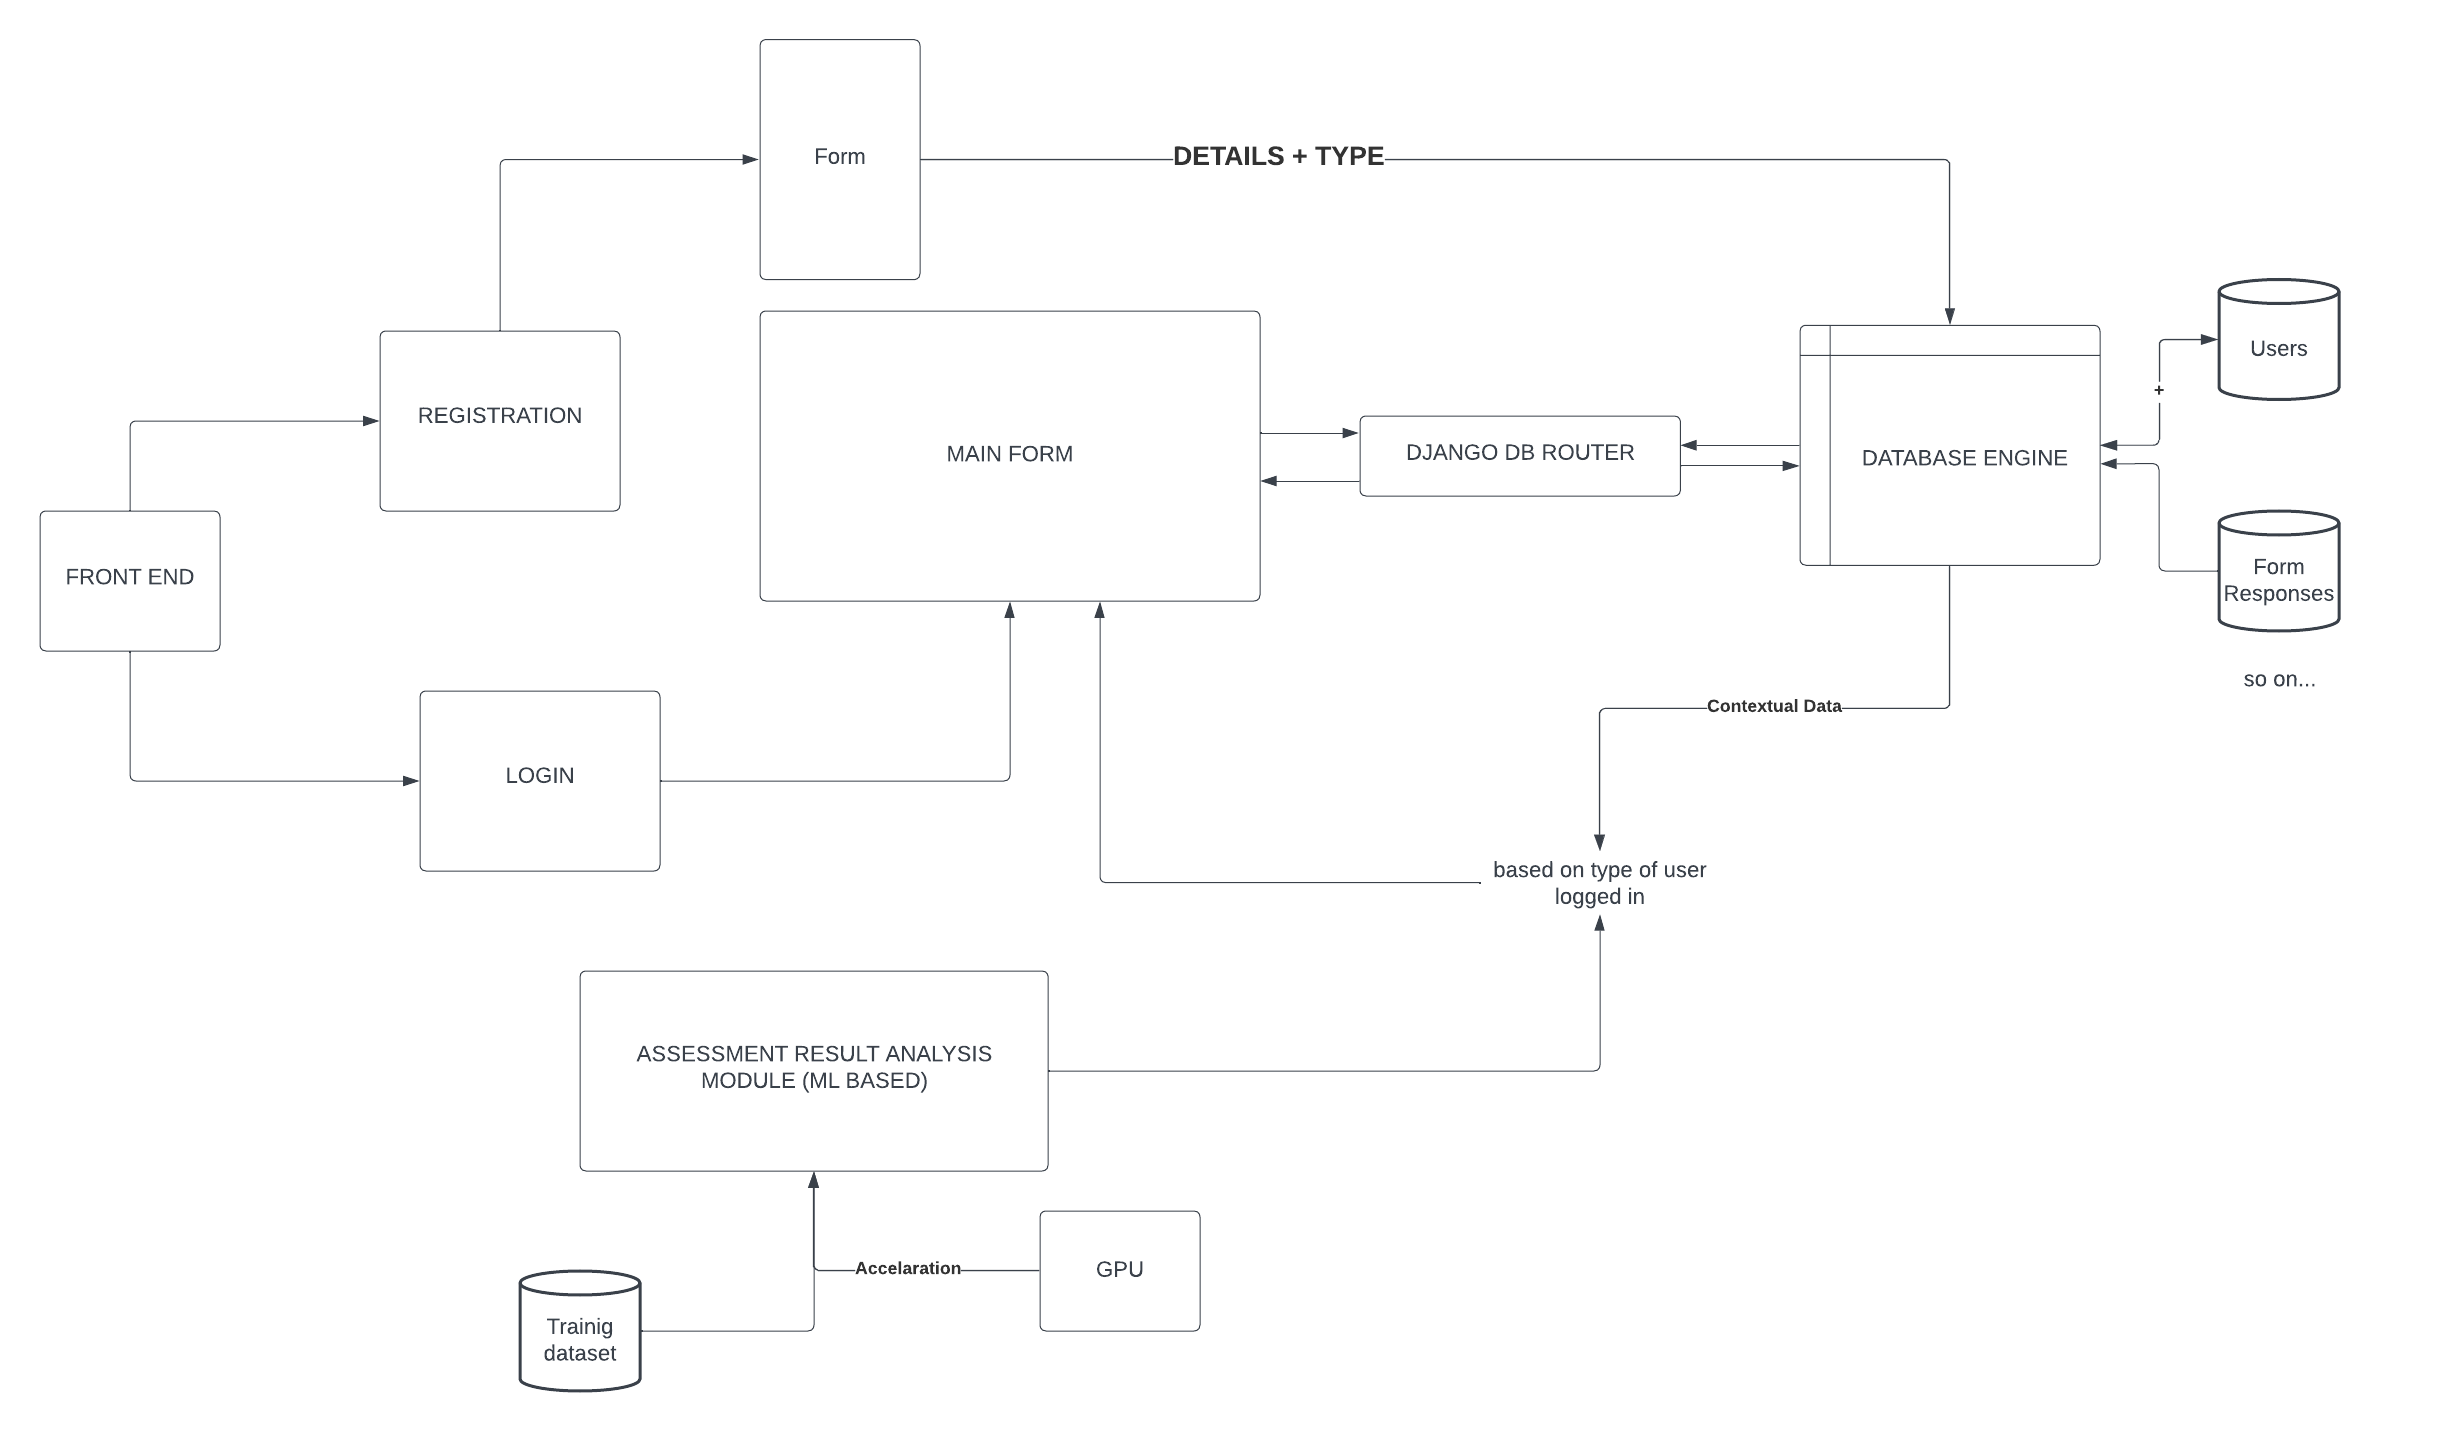 Form
DETAILS + TYPE
Users
+
REGISTRATION
MAIN FORM
DJANGO DB ROUTER
DATABASE ENGINE
FRONT END
Form
Responses
so on...
Contextual Data
LOGIN
based on type of user
logged in
ASSESSMENT RESULT ANALYSIS
MODULE (ML BASED)
Accelaration
GPU
Trainig
dataset